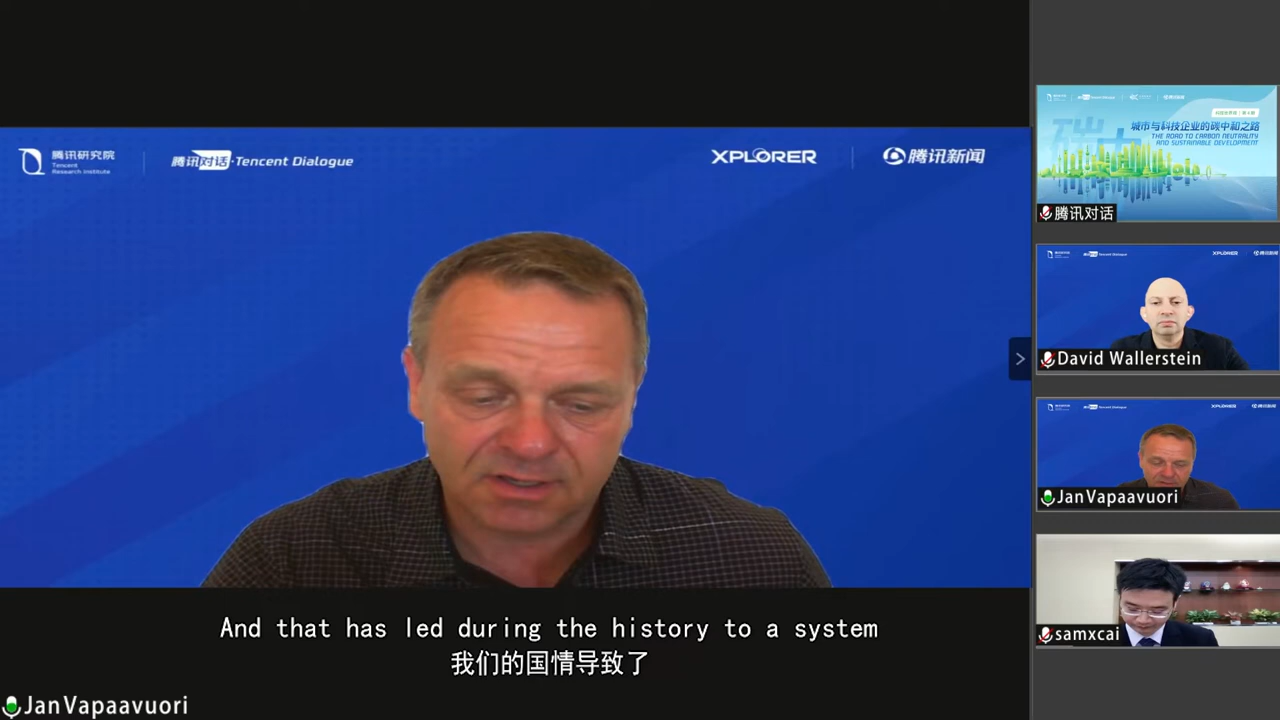 腾讯研究院
Tencent
Research Institute
腾讯对话·Tencent Dialogue
XPLORER
腾讯新闻
城市与科技企业的碳中和之路
THE ROAD TO CARBON NEUTRALITY
AND SUSTAINABLE DEVELOPMENT
腾讯对话
XPLORER
David Wallerstein
XPLORER
JanVapaavuori
samxcai
And that has led during the history to a system
我们的国情导致了
JanVapaavuori